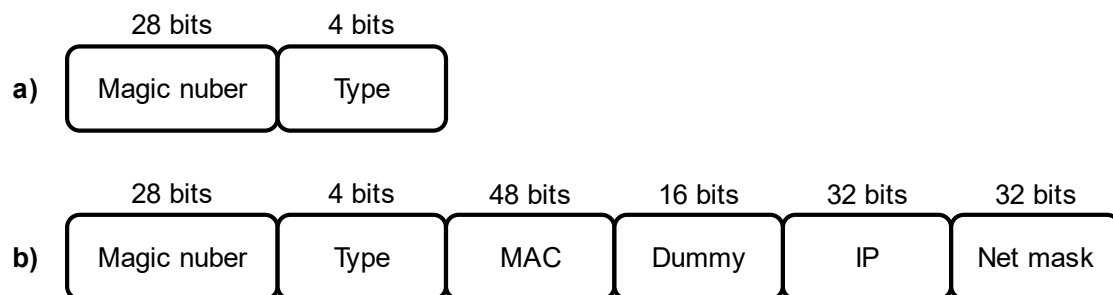 28 bits 4 bits
a) Magic nuber Type
28 bits 4 bits 48 bits 16 bits 32 bits 32 bits
b) Magic nuber Type MAC Dummy IP Net mask